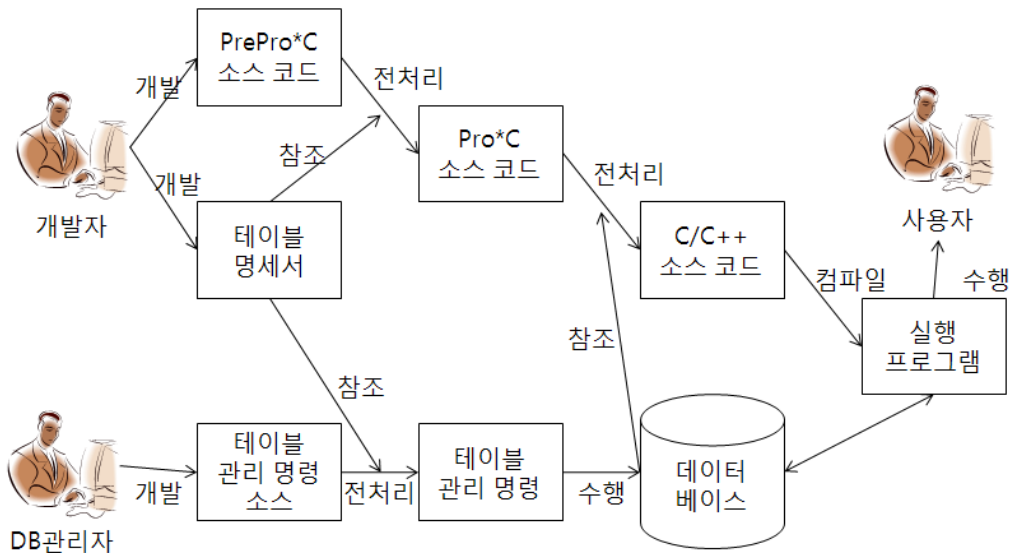 PrePro*C
소스 코드
개발
전처리
Pro*C
소스 코드
참조
개발
전처리
개발자
사용자
테이블
명세서
C/C++
소스 코드
컴파일
수행
실행
프로그램
참조
참조
테이블
관리 명령
소스
테이블
관리 명령
데이터
베이스
개발
전처리
수행
DB관리자